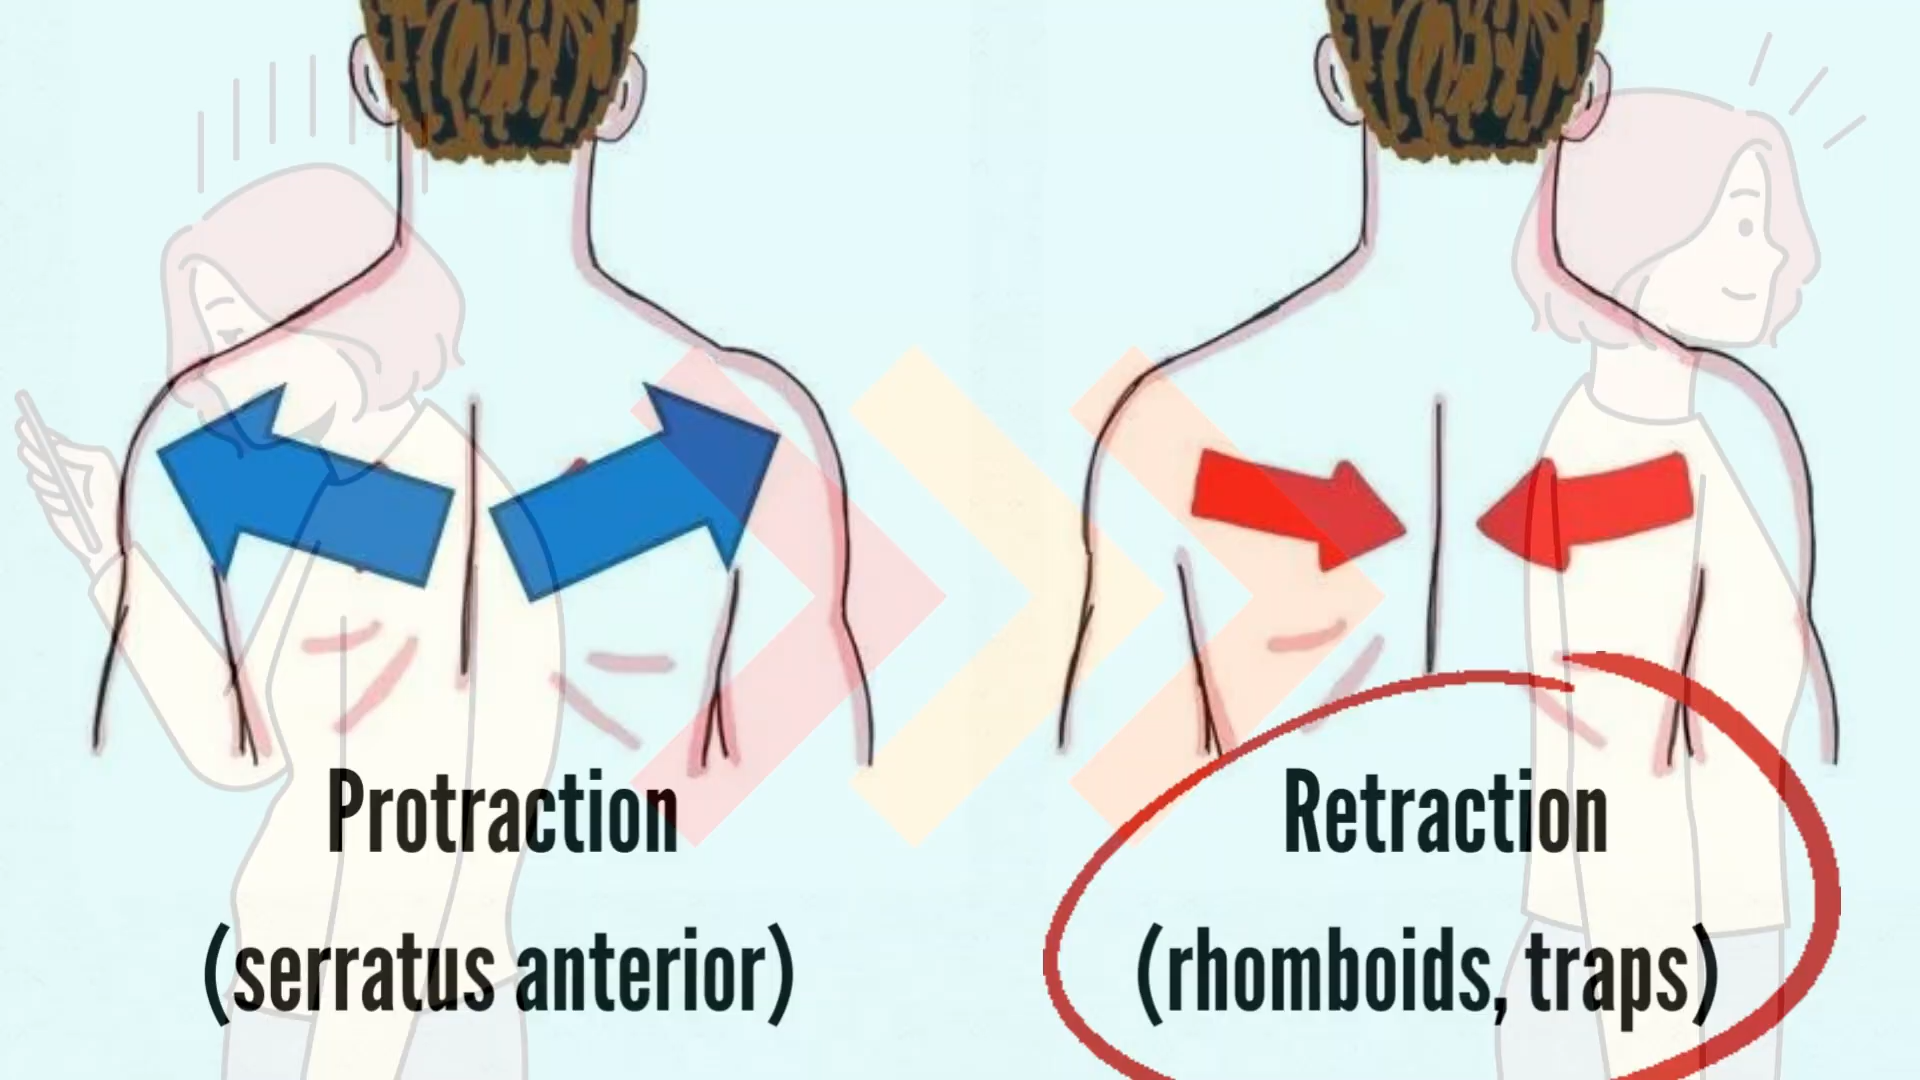 Protraction
(serratus anterior)
Retraction
(rhomboids, traps)